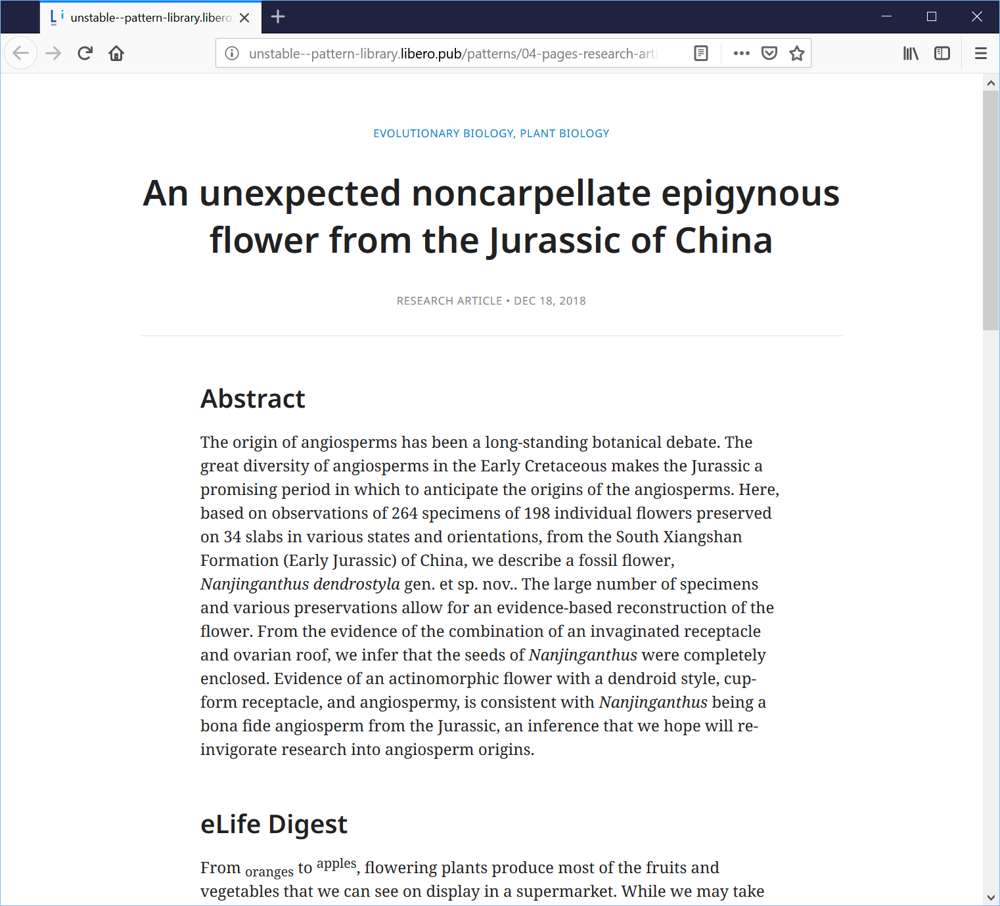 unstable--pattern-library.libero
unstable--pattern-library.libero.pub/patterns/04-pages-research-arti
EVOLUTIONARY BIOLOGY, PLANT BIOLOGY
An unexpected noncarpellate epigynous
flower from the Jurassic of China
RESEARCH ARTICLE • DEC 18, 2018
Abstract
The origin of angiosperms has been a long-standing botanical debate. The
great diversity of angiosperms in the Early Cretaceous makes the Jurassic a
promising period in which to anticipate the origins of the angiosperms. Here,
based on observations of 264 specimens of 198 individual flowers preserved
on 34 slabs in various states and orientations, from the South Xiangshan
Formation (Early Jurassic) of China, we describe a fossil flower,
Nanjinganthus dendrostyla gen. et sp. nov.. The large number of specimens
and various preservations allow for an evidence-based reconstruction of the
flower. From the evidence of the combination of an invaginated receptacle
and ovarian roof, we infer that the seeds of Nanjinganthus were completely
enclosed. Evidence of an actinomorphic flower with a dendroid style, cup-
form receptacle, and angiospermy, is consistent with Nanjinganthus being a
bona fide angiosperm from the Jurassic, an inference that we hope will re-
invigorate research into angiosperm origins.
eLife Digest
From oranges to apples, flowering plants produce most of the fruits and
vegetables that we can see on display in a supermarket. While we may take